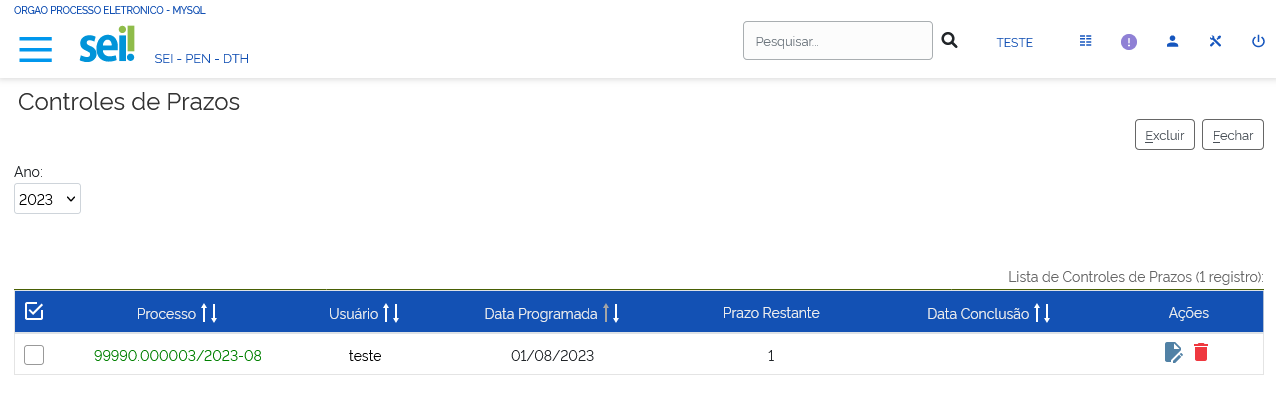 ORGAO PROCESSO ELETRONICO - MYSQL
sei!
SEI - PEN - DTH
Pesquisar...
TESTE
Controles de Prazos
Excluir
Fechar
Ano:
2023
Lista de Controles de Prazos (1 registro):
Processo Usuário Data Programada Prazo Restante Data Conclusão Ações
99990.000003/2023-08 teste 01/08/2023 1